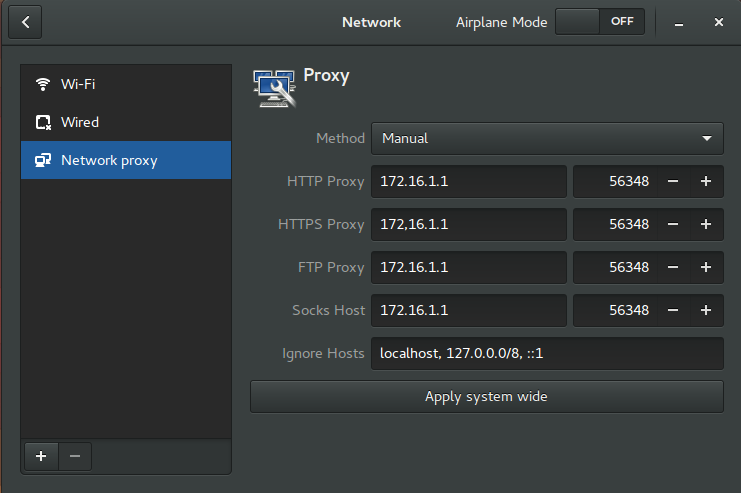 Network
Airplane Mode OFF
Wi-Fi
Wired
Network proxy
Proxy
Method Manual
HTTP Proxy 172.16.1.1 56348 − +
HTTPS Proxy 172,16.1.1 56348 − +
FTP Proxy 172.16.1.1 56348 − +
Socks Host 172.16.1.1 56348 − +
Ignore Hosts localhost, 127.0.0.0/8, ::1
Apply system wide
+ −